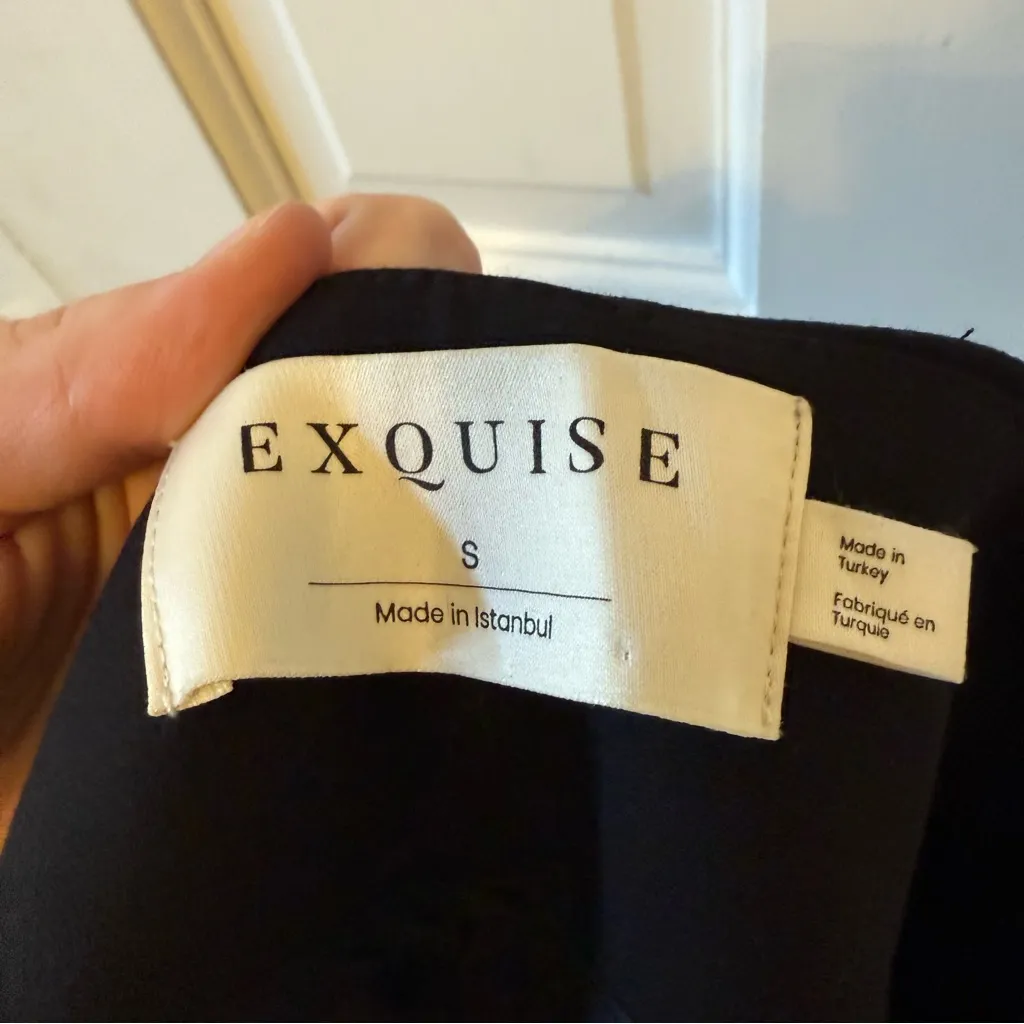 EXQUISE
S
Made in Istanbul
Made in
Turkey
Fabriqué en
Turquie